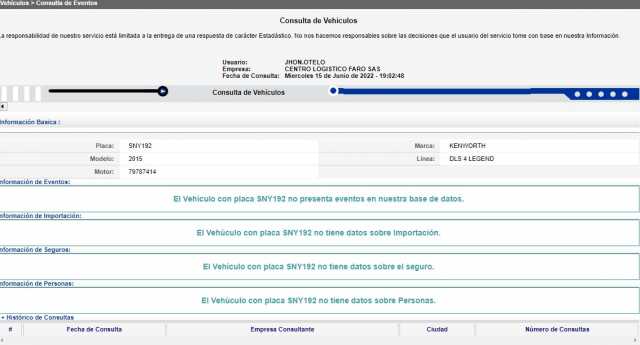 Vehículos > Consulta de Eventos
Consulta de Vehículos
La responsabilidad de nuestro servicio está limitada a la entrega de una respuesta de carácter Estadístico. No nos hacemos responsables sobre las decisiones que el usuario del servicio tome con base en nuestra Información.
Usuario: JHON.OTELO
Empresa: CENTRO LOGISTICO FARO SAS
Fecha de Consulta: Miercoles 15 de Junio de 2022 - 19:02:48
Consulta de Vehículos
Información Basica :
Placa: SNY192 Marca: KENWORTH
Modelo: 2015 Linea: DLS 4 LEGEND
Motor: 79787414
nformación de Eventos:
El Vehículo con placa SNY192 no presenta eventos en nuestra base de datos.
nformación de Importación:
El Vehículo con placa SNY192 no tiene datos sobre Importación.
nformación de Seguros:
El Vehículo con placa SNY192 no tiene datos sobre el seguro.
nformación de Personas:
El Vehúculo con placa SNY192 no tiene datos sobre Personas.
+ Histórico de Consultas
# Fecha de Consulta Empresa Consultante Ciudad Número de Consultas